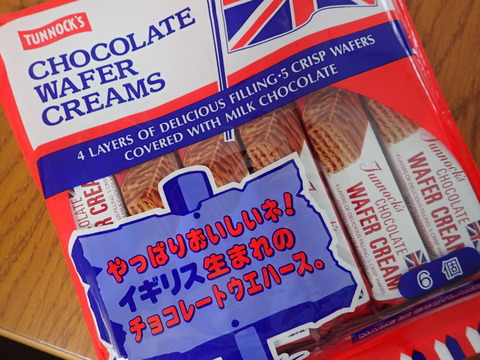 TUNNOCK'S
CHOCOLATE
WAFER
CREAMS
4 LAYERS OF DELICIOUS FILLING·5 CRISP WAFERS
COVERED WITH MILK CHOCOLATE
やっぱりおいしいネ!
イギリス生まれの
チョコレートウエハース。
Tunnock's
CHOCOLATE
WAFER CREAM
Tunnock's
CHOCOLATE
WAFER CREAM
6個